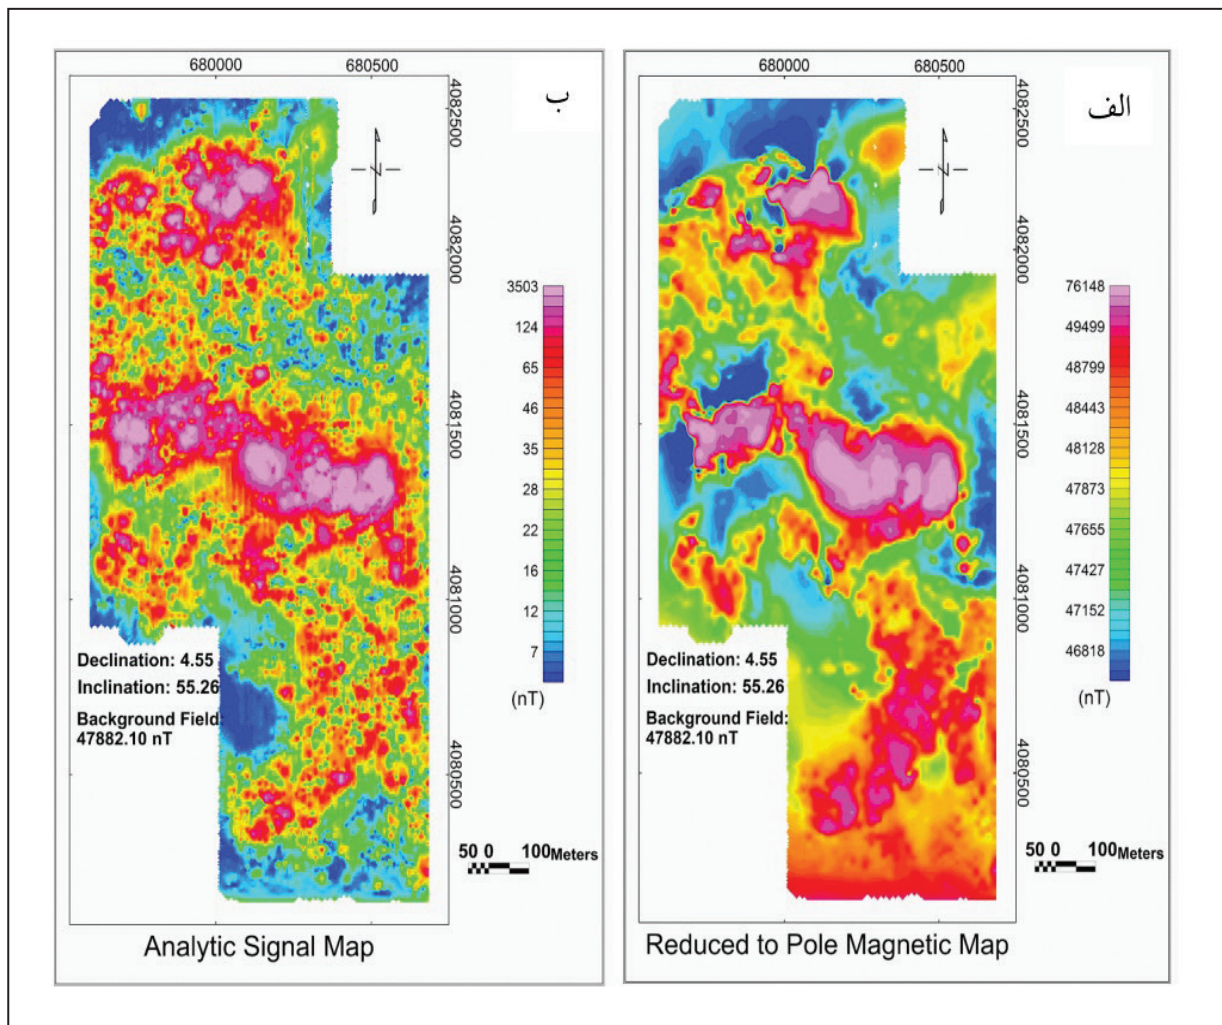 ب
680000 680500
4082500
4082000
4081500
4081000
4080500
N
3503
124
65
46
35
28
22
16
12
7
(nT)
Declination: 4.55
Inclination: 55.26
Background Field:
47882.10 nT
50 0 100Meters
Analytic Signal Map
الف
680000 680500
4082500
4082000
4081500
4081000
4080500
N
76148
49499
48799
48443
48128
47873
47655
47427
47152
46818
(nT)
Declination: 4.55
Inclination: 55.26
Background Field:
47882.10 nT
50 0 100Meters
Reduced to Pole Magnetic Map